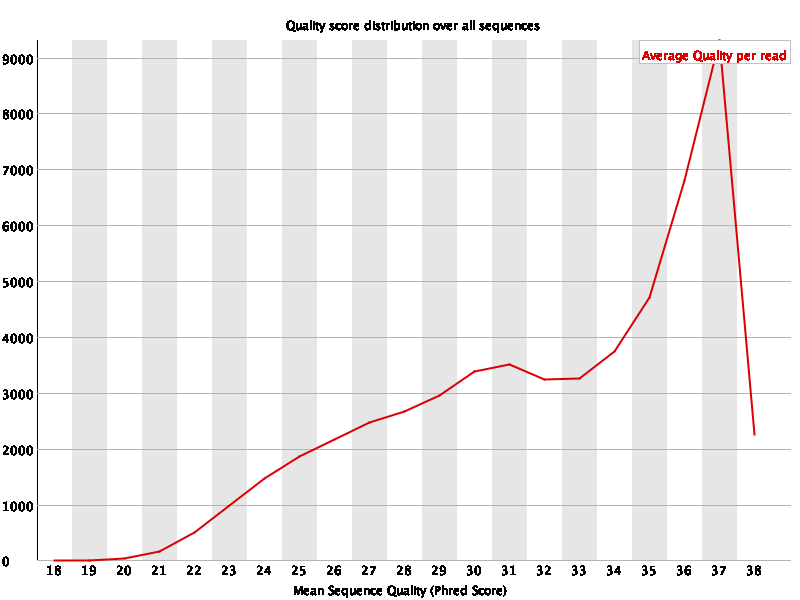 Quality score distribution over all sequences
Average Quality per read
9000
8000
7000
6000
5000
4000
3000
2000
1000
0
18 19 20 21 22 23 24 25 26 27 28 29 30 31 32 33 34 35 36 37 38
Mean Sequence Quality (Phred Score)